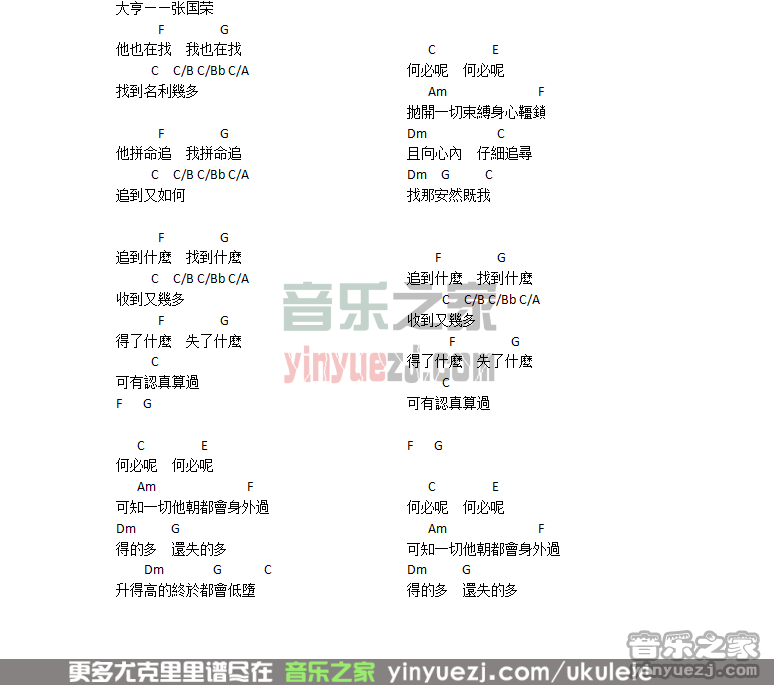 大亨－－张国荣
F G
他也在找 我也在找
C C/B C/Bb C/A
找到名利幾多
F G
他拼命追 我拼命追
C C/B C/Bb C/A
追到又如何
F G
追到什麼 找到什麼
C C/B C/Bb C/A
收到又幾多
F G
得了什麼 失了什麼
C
可有認真算過
F G
C E
何必呢 何必呢
Am F
可知一切他朝都會身外過
Dm G
得的多 還失的多
Dm G C
升得高的終於都會低墮
C E
何必呢 何必呢
Am F
拋開一切束縛身心韁鎖
Dm C
且向心內 仔細追尋
Dm G C
找那安然既我
F G
追到什麼 找到什麼
C C/B C/Bb C/A
收到又幾多
F G
得了什麼 失了什麼
C
可有認真算過
F G
C E
何必呢 何必呢
Am F
可知一切他朝都會身外過
Dm G
得的多 還失的多
音乐之家
yinyuezj.com
音乐之家
yinyuezj.com
更多尤克里里谱尽在 音乐之家 yinyuezj.com/ukulele